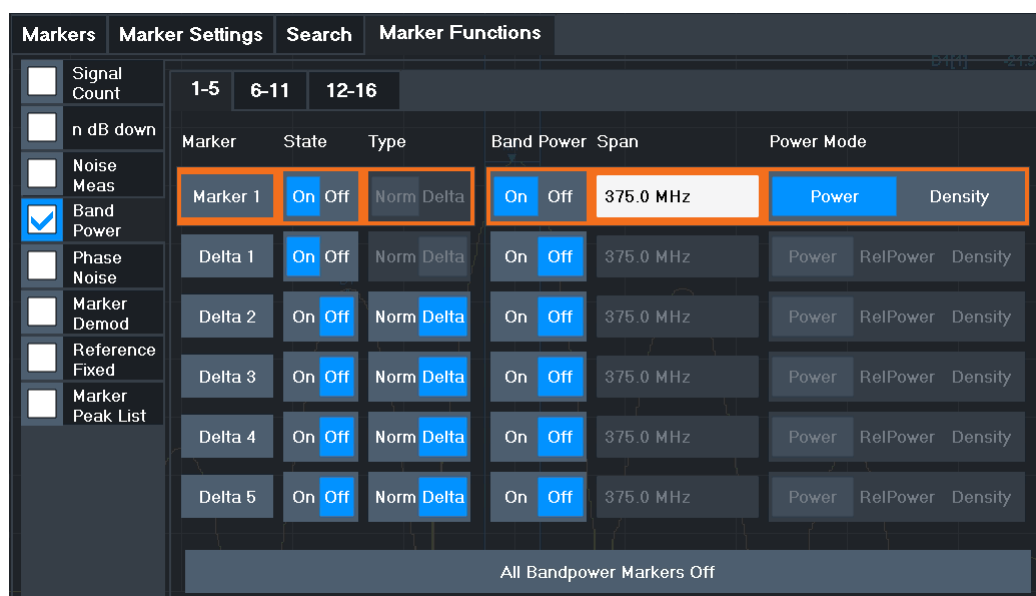 Markers Marker Settings Search Marker Functions
D1[1] -21.9
Signal
Count
n dB down
Noise
Meas
Band
Power
Phase
Noise
Marker
Demod
Reference
Fixed
Marker
Peak List
1-5 6-11 12-16
Marker State Type Band Power Span Power Mode
Marker 1 On Off Norm Delta On Off 375.0 MHz Power Density
Delta 1 On Off Norm Delta On Off 375.0 MHz Power RelPower Density
Delta 2 On Off Norm Delta On Off 375.0 MHz Power RelPower Density
Delta 3 On Off Norm Delta On Off 375.0 MHz Power RelPower Density
Delta 4 On Off Norm Delta On Off 375.0 MHz Power RelPower Density
Delta 5 On Off Norm Delta On Off 375.0 MHz Power RelPower Density
All Bandpower Markers Off